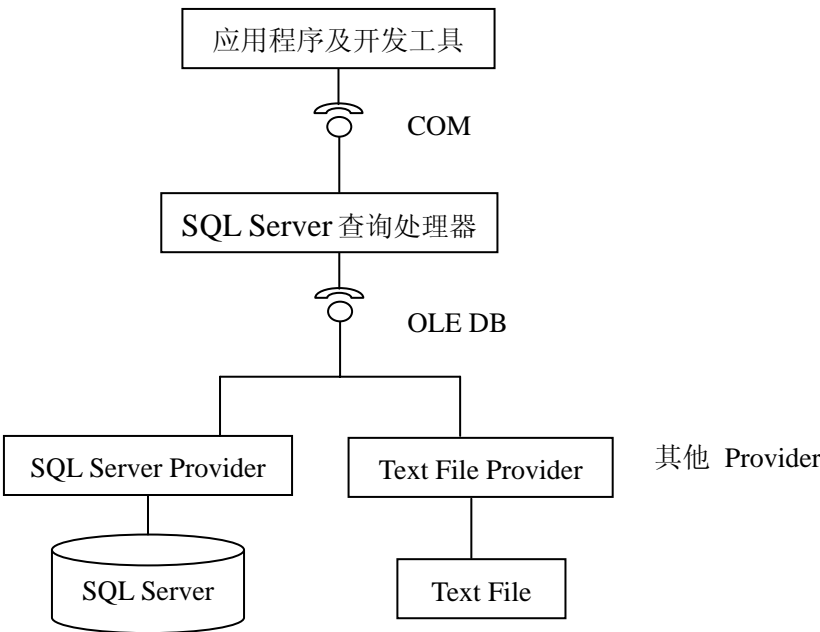 应用程序及开发工具
COM
SQL Server 查询处理器
OLE DB
SQL Server Provider
Text File Provider
其他 Provider
SQL Server
Text File